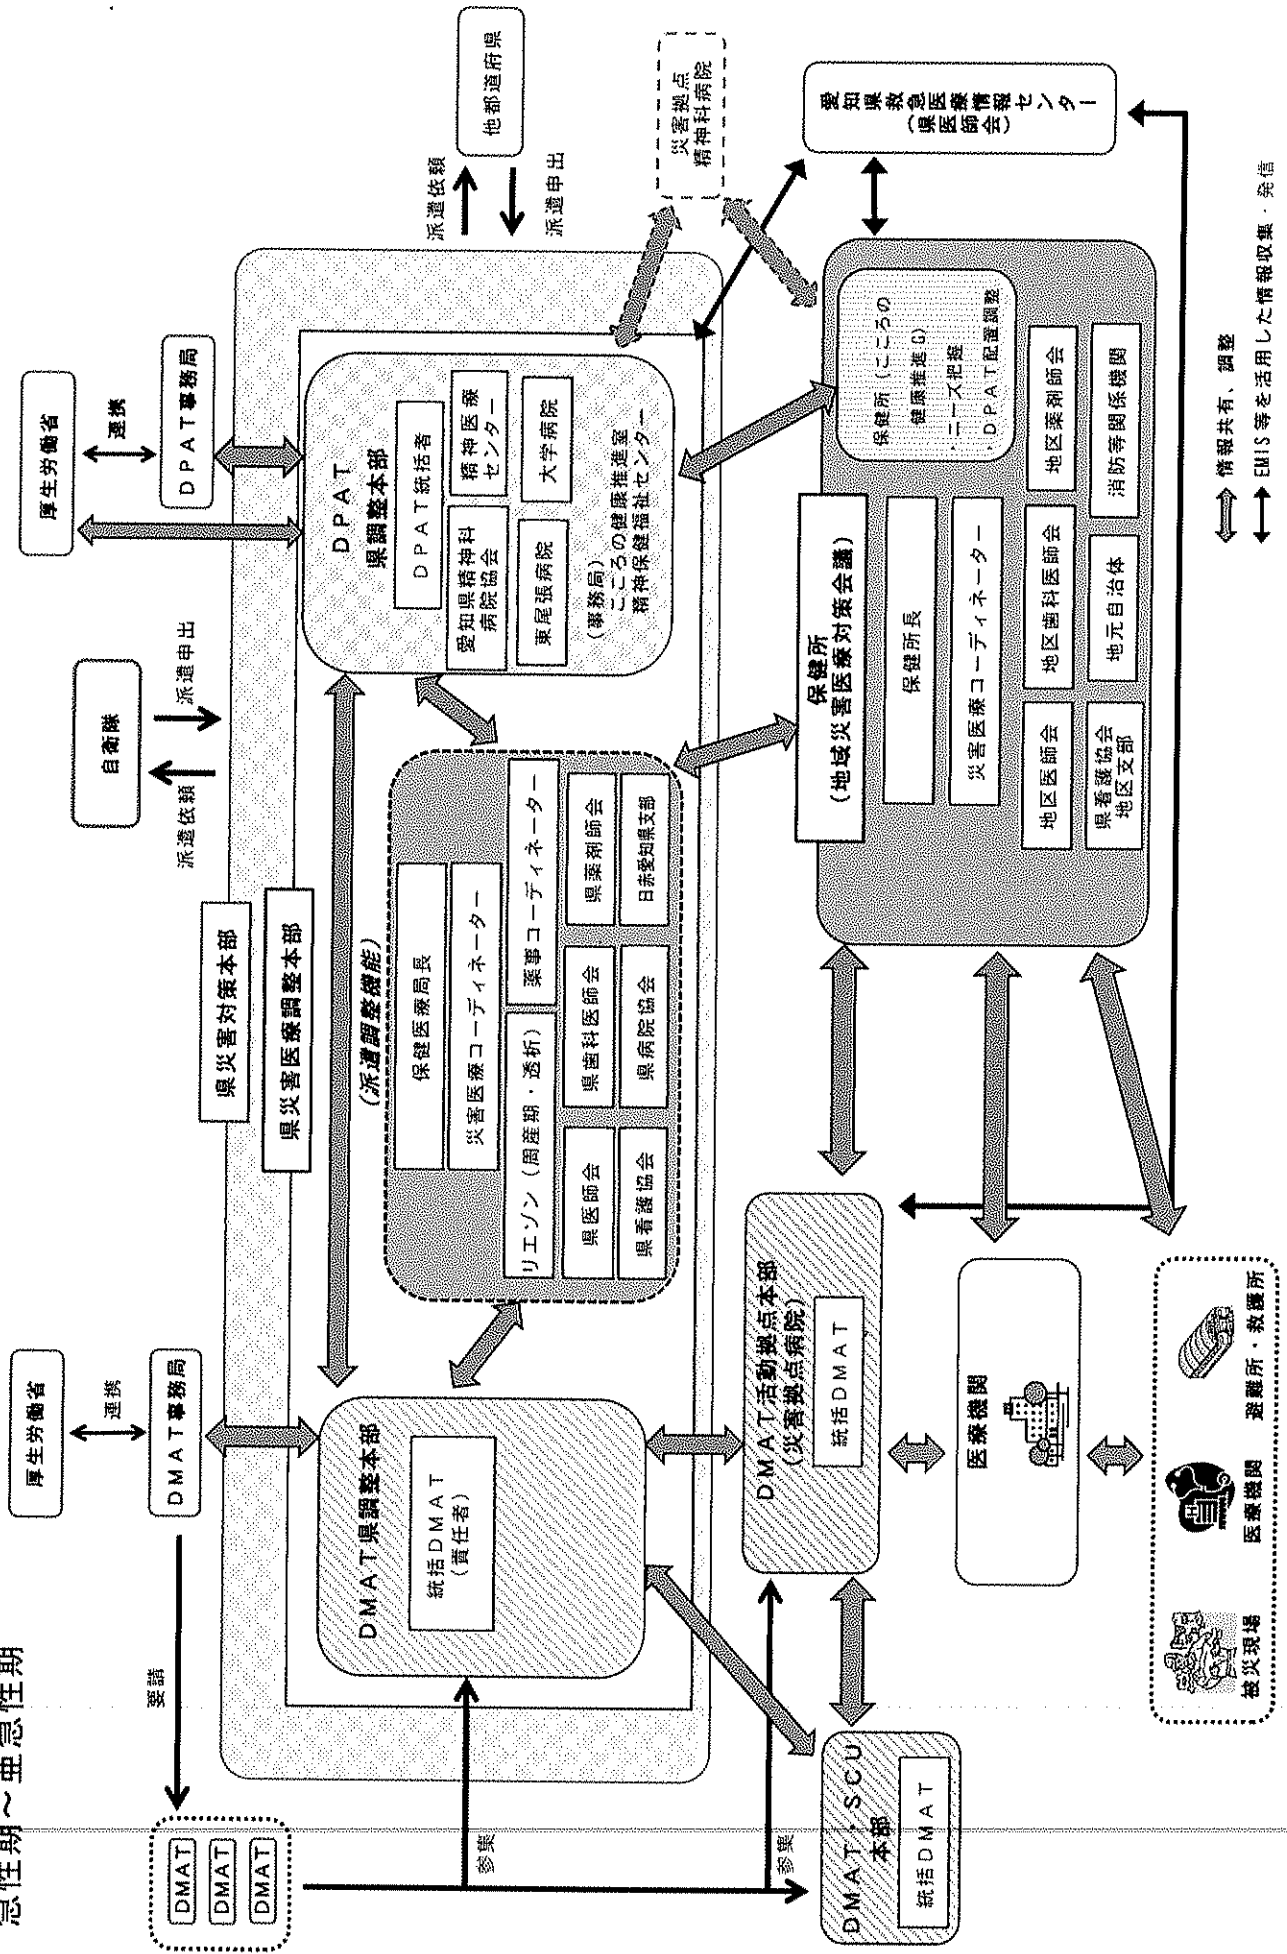 急性期~亜急性期
厚生労働省
連携
DMAT事務局
要請
DMAT
DMAT
DMAT
参集
参集
自衛隊
派遣依頼
派遣申出
厚生労働省
連携
DPAT事務局
他都道府県
派遣依頼
派遣申出
県災害対策本部
県災害医療調整本部
DMAT県調整本部
統括DMAT
(責任者)
(派遣調整機能)
保健医療局長
災害医療コーディネーター
リエゾン(周産期・透析)
薬事コーディネーター
県医師会
県歯科医師会
県薬剤師会
県看護協会
県病院協会
日赤愛知県支部
DPAT
県調整本部
DPAT統括者
愛知県精神科
病院協会
精神医療
センター
東尾張病院
大学病院
(事務局)
こころの健康推進室
精神保健福祉センター
災害拠点
精神科病院
愛知県救急医療情報センター
(県医師会)
DMAT・SCU
本部
統括DMAT
DMAT活動拠点本部
(災害拠点病院)
統括DMAT
医療機関
被災現場
医療機関
避難所・救護所
保健所
(地域災害医療対策会議)
保健所長
災害医療コーディネーター
地区医師会
地区歯科医師会
地区薬剤師会
県看護協会
地区支部
地元自治体
消防等関係機関
保健所(こころの
健康推進G)
・ニーズ把握
・DPAT配置調整
情報共有、調整
EMIS等を活用した情報収集・発信